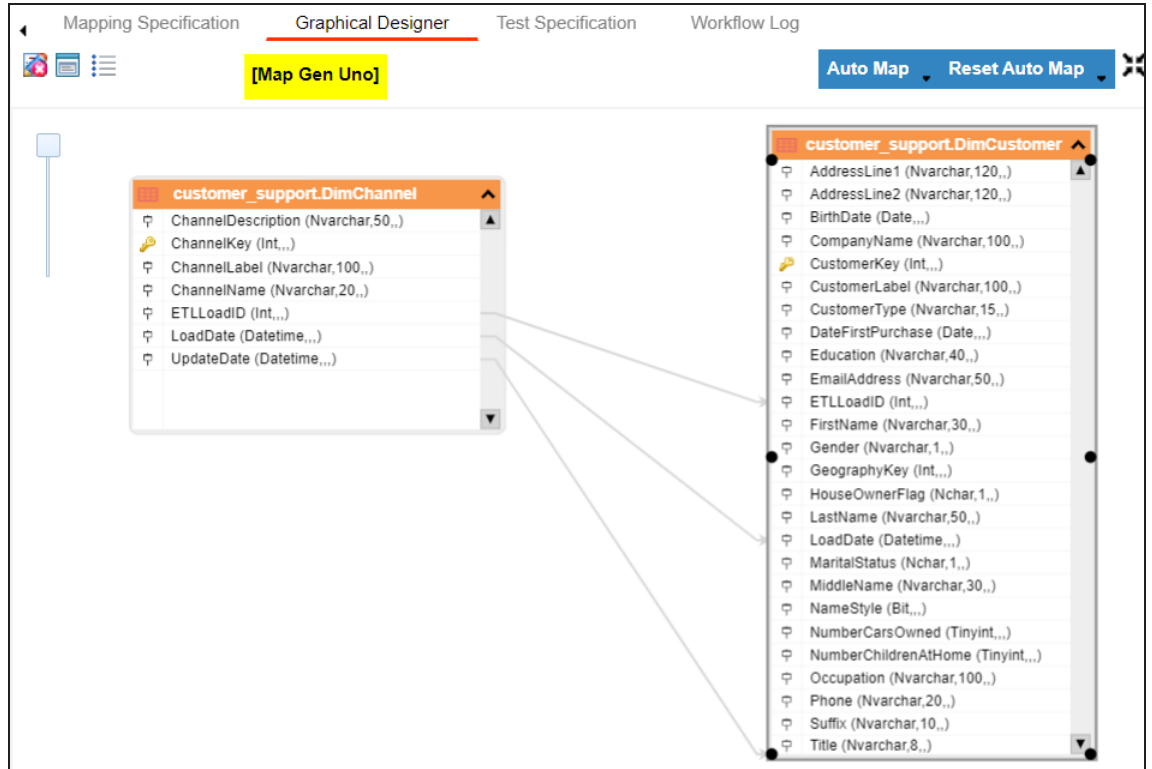 Mapping Specification Graphical Designer Test Specification Workflow Log
[Map Gen Uno] Auto Map Reset Auto Map
customer_support.DimChannel
ChannelDescription (Nvarchar,50,,)
ChannelKey (Int,,,)
ChannelLabel (Nvarchar,100,,)
ChannelName (Nvarchar,20,,)
ETLLoadID (Int,,,)
LoadDate (Datetime,,,)
UpdateDate (Datetime,,,)
customer_support.DimCustomer
AddressLine1 (Nvarchar,120,,)
AddressLine2 (Nvarchar,120,,)
BirthDate (Date,,,)
CompanyName (Nvarchar,100,,)
CustomerKey (Int,,,)
CustomerLabel (Nvarchar,100,,)
CustomerType (Nvarchar,15,,)
DateFirstPurchase (Date,,,)
Education (Nvarchar,40,,)
EmailAddress (Nvarchar,50,,)
ETLLoadID (Int,,,)
FirstName (Nvarchar,30,,)
Gender (Nvarchar,1,,)
GeographyKey (Int,,,)
HouseOwnerFlag (Nchar,1,,)
LastName (Nvarchar,50,,)
LoadDate (Datetime,,,)
MaritalStatus (Nchar,1,,)
MiddleName (Nvarchar,30,,)
NameStyle (Bit,,,)
NumberCarsOwned (Tinyint,,,)
NumberChildrenAtHome (Tinyint,,,)
Occupation (Nvarchar,100,,)
Phone (Nvarchar,20,,)
Suffix (Nvarchar,10,,)
Title (Nvarchar,8,,)